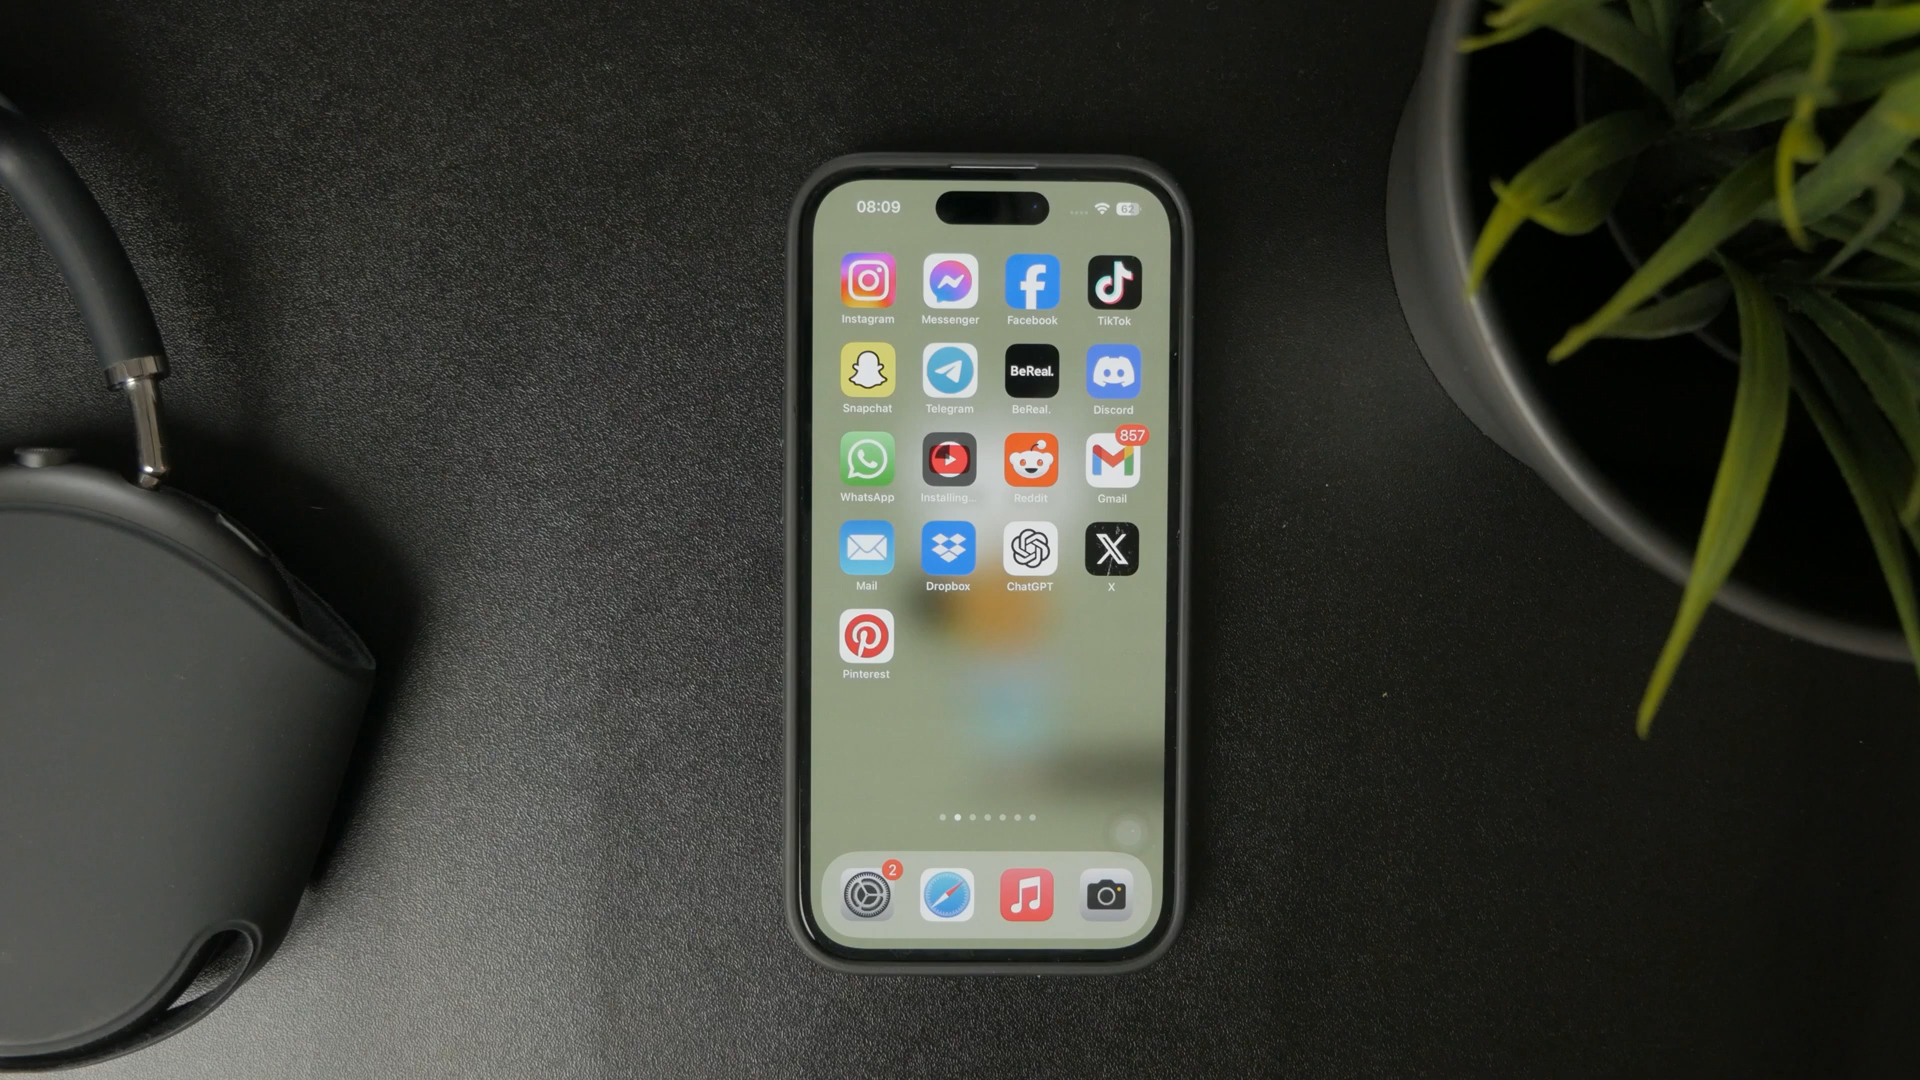 08:09
62
Instagram
Messenger
Facebook
TikTok
BeReal.
Snapchat
Telegram
BeReal.
Discord
857
WhatsApp
Installing...
Reddit
Gmail
Mail
Dropbox
ChatGPT
X
Pinterest
2